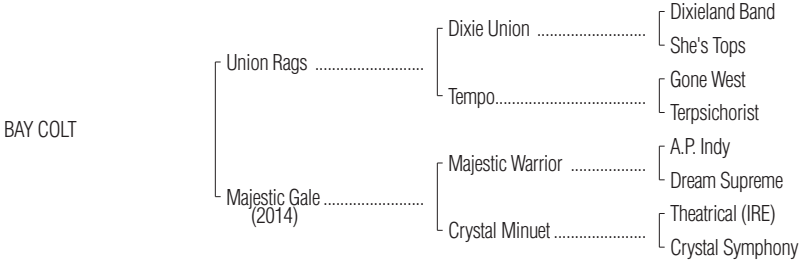 Dixieland Band
Dixie Union ..........................
She's Tops
Union Rags ..........................
Gone West
Tempo....................................
Terpsichorist
BAY COLT
A.P. Indy
Majestic Warrior ..................
Dream Supreme
Majestic Gale ........................
(2014)
Theatrical (IRE)
Crystal Minuet ......................
Crystal Symphony